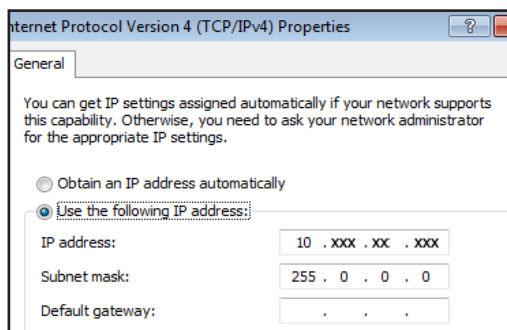 nternet Protocol Version 4 (TCP/IPv4) Properties
?
General
You can get IP settings assigned automatically if your network supports
this capability. Otherwise, you need to ask your network administrator
for the appropriate IP settings.
Obtain an IP address automatically
Use the following IP address:
IP address: 10 . xxx . xx . xxx
Subnet mask: 255 . 0 . 0 . 0
Default gateway: . . .